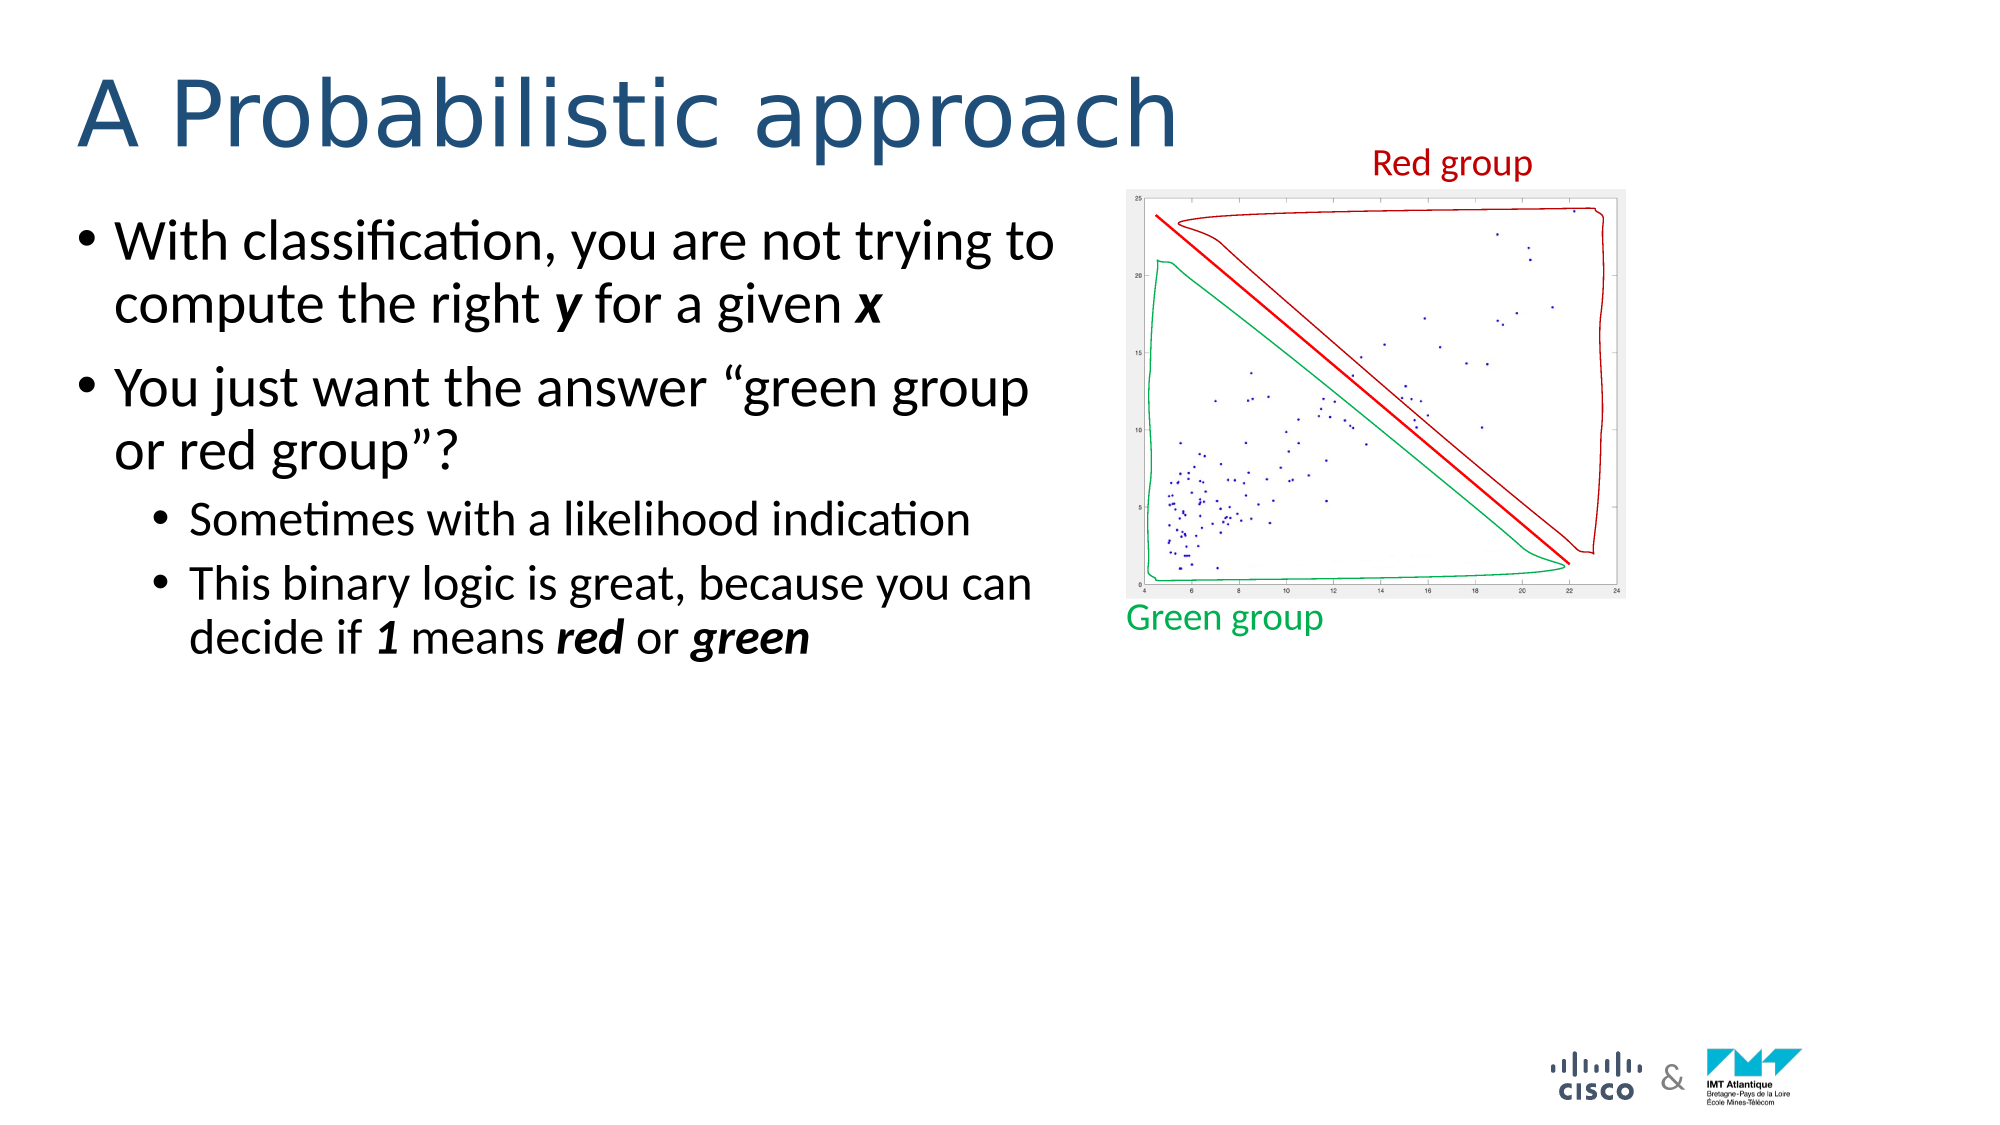 A Probabilistic approach
• With classification, you are not trying to
compute the right y for a given x
• You just want the answer “green group
or red group”?
• Sometimes with a likelihood indication
• This binary logic is great, because you can
decide if 1 means red or green
Red group
25
20
15
10
5
0
4 6 8 10 12 14 16 18 20 22 24
Green group
CISCO
&
IMT Atlantique
Bretagne-Pays de la Loire
École Mines-Télécom